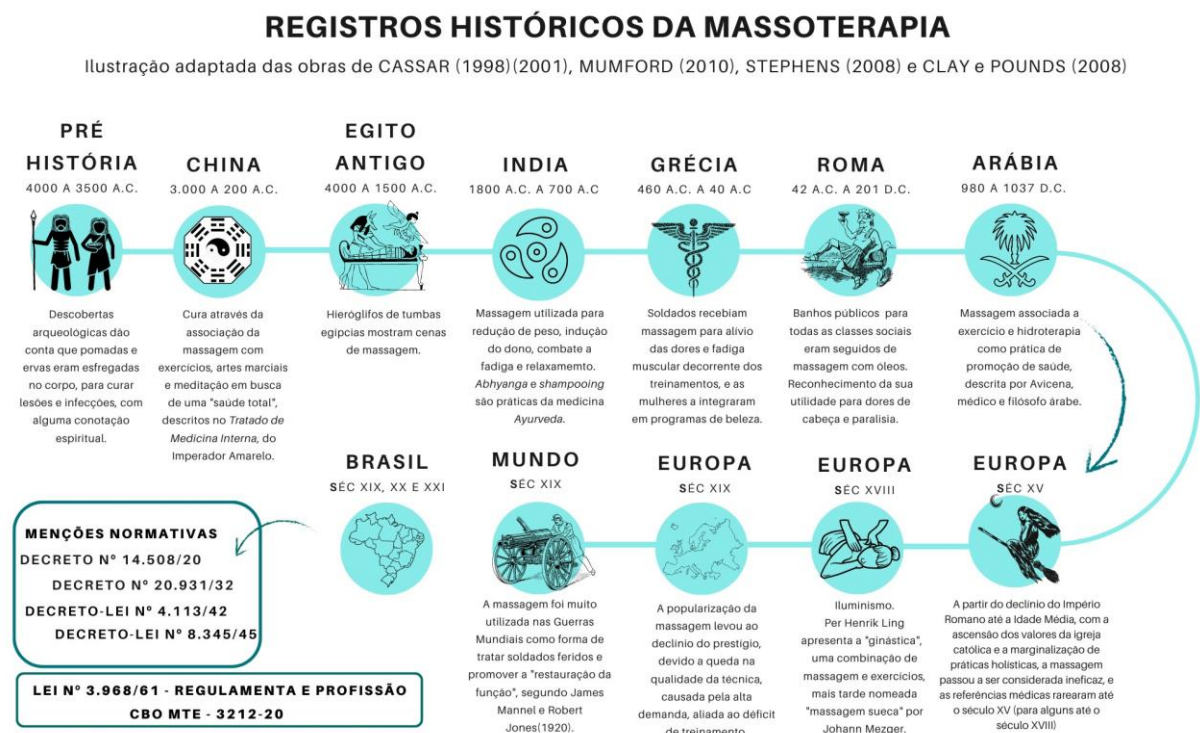 REGISTROS HISTÓRICOS DA MASSOTERAPIA
Ilustração adaptada das obras de CASSAR (1998)(2001), MUMFORD (2010), STEPHENS (2008) e CLAY e POUNDS (2008)
PRÉ
HISTÓRIA
4000 A 3500 A.C.
Descobertas
arqueológicas dão
conta que pomadas e
ervas eram esfregadas
no corpo, para curar
lesões e infecções, com
alguma conotação
espiritual.
CHINA
3.000 A 200 A.C.
Cura através da
associação da
massagem com
exercícios, artes marciais
e meditação em busca
de uma "saúde total",
descritos no Tratado de
Medicina Interna, do
Imperador Amarelo.
EGITO
ANTIGO
4000 A 1500 A.C.
Hieróglifos de tumbas
egípcias mostram cenas
de massagem.
INDIA
1800 A.C. A 700 A.C
Massagem utilizada para
redução de peso, indução
do dono, combate a
fadiga e relaxamemto.
Abhyanga e shampooing
são práticas da medicina
Ayurveda.
GRÉCIA
460 A.C. A 40 A.C
Soldados recebiam
massagem para alívio
das dores e fadiga
muscular decorrente dos
treinamentos, e as
mulheres a integraram
em programas de beleza.
ROMA
42 A.C. A 201 D.C.
Banhos públicos para
todas as classes sociais
eram seguidos de
massagem com óleos.
Reconhecimento da sua
utilidade para dores de
cabeça e paralisia.
ARÁBIA
980 A 1037 D.C.
Massagem associada a
exercício e hidroterapia
como prática de
promoção de saúde,
descrita por Avicena,
médico e filósofo árabe.
EUROPA
SÉC XV
A partir do declínio do Império
Romano até a Idade Média, com a
ascensão dos valores da igreja
católica e a marginalização de
práticas holísticas, a massagem
passou a ser considerada ineficaz, e
as referências médicas rarearam até
o século XV (para alguns até o
século XVIII)
EUROPA
SÉC XVIII
Iluminismo.
Per Henrik Ling
apresenta a "ginástica",
uma combinação de
massagem e exercícios,
mais tarde nomeada
"massagem sueca" por
Johann Mezger.
EUROPA
SÉC XIX
A popularização da
massagem levou ao
declínio do prestígio,
devido a queda na
qualidade da técnica,
causada pela alta
demanda, aliada ao déficit
de treinamento
MUNDO
SÉC XIX
A massagem foi muito
utilizada nas Guerras
Mundiais como forma de
tratar soldados feridos e
promover a "restauração da
função", segundo James
Mannel e Robert
Jones(1920).
BRASIL
SÉC XIX, XX E XXI
MENÇÕES NORMATIVAS
DECRETO Nº 14.508/20
DECRETO Nº 20.931/32
DECRETO-LEI Nº 4.113/42
DECRETO-LEI Nº 8.345/45
LEI Nº 3.968/61 - REGULAMENTA E PROFISSÃO
CBO MTE - 3212-20